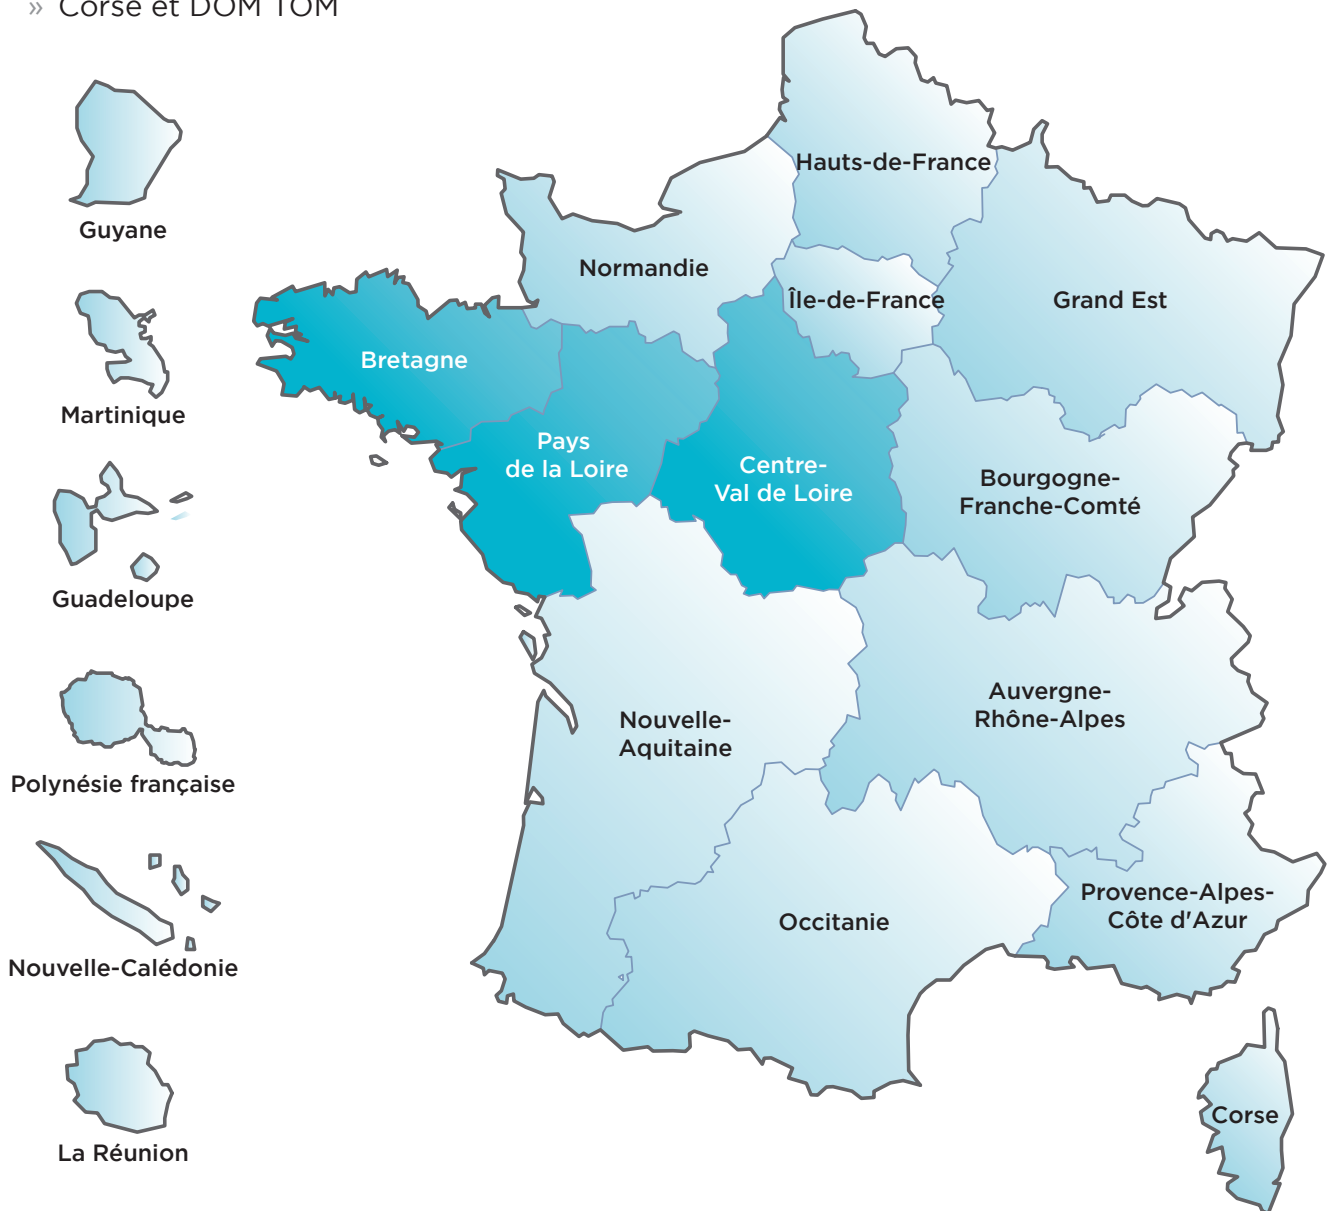 » Corse et DOM TOM
Guyane
Martinique
Guadeloupe
Polynésie française
Nouvelle-Calédonie
La Réunion
Hauts-de-France
Normandie
Île-de-France
Grand Est
Bretagne
Pays
de la Loire
Centre-
Val de Loire
Bourgogne-
Franche-Comté
Nouvelle-
Aquitaine
Auvergne-
Rhône-Alpes
Occitanie
Provence-Alpes-
Côte d'Azur
Corse